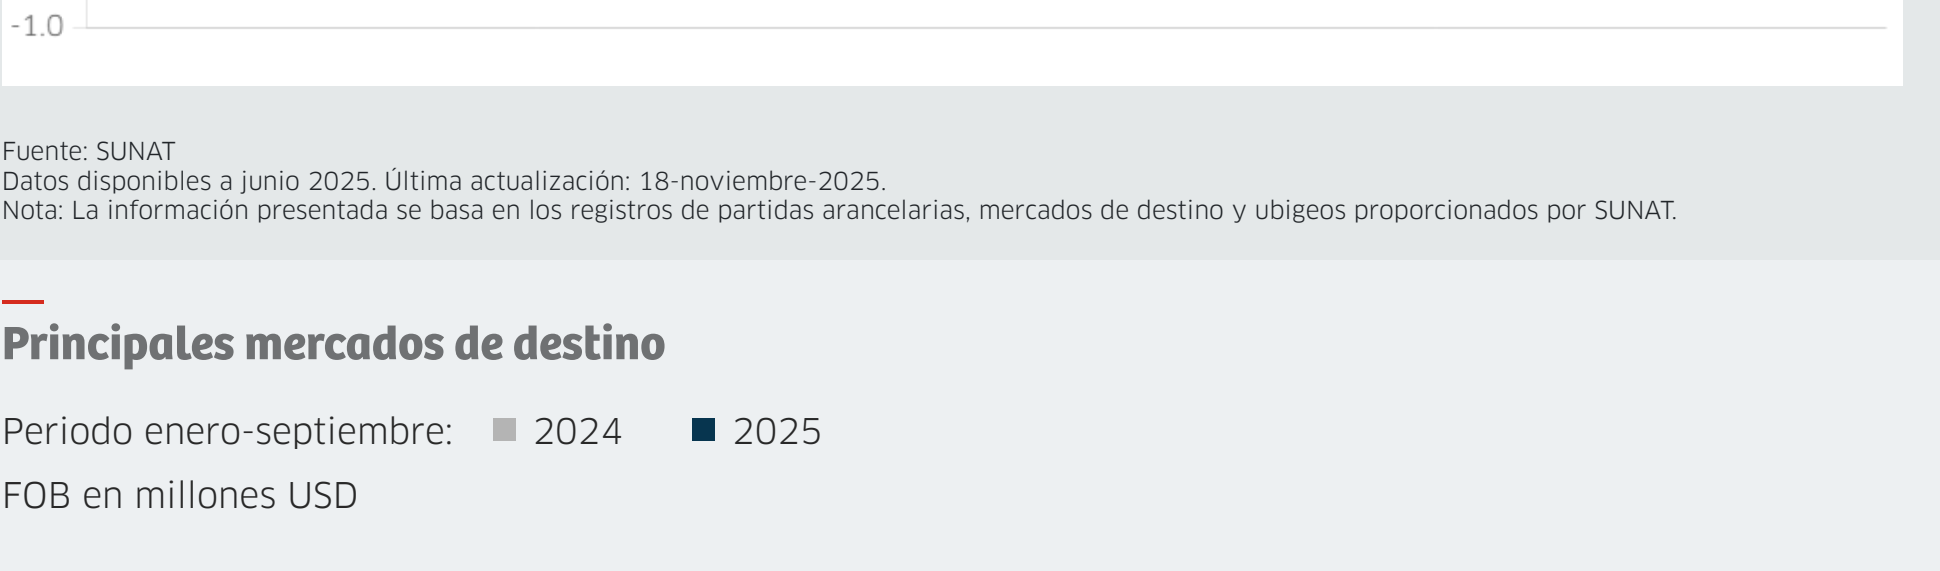 -1.0
Fuente: SUNAT
Datos disponibles a junio 2025. Última actualización: 18-noviembre-2025.
Nota: La información presentada se basa en los registros de partidas arancelarias, mercados de destino y ubigeos proporcionados por SUNAT.
Principales mercados de destino
Periodo enero-septiembre: 2024 2025
FOB en millones USD